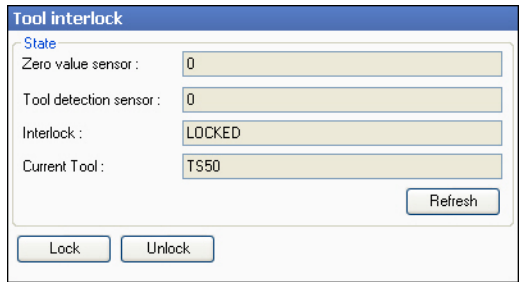 Tool interlock
State
Zero value sensor : 0
Tool detection sensor : 0
Interlock : LOCKED
Current Tool : TS50
Refresh
Lock Unlock